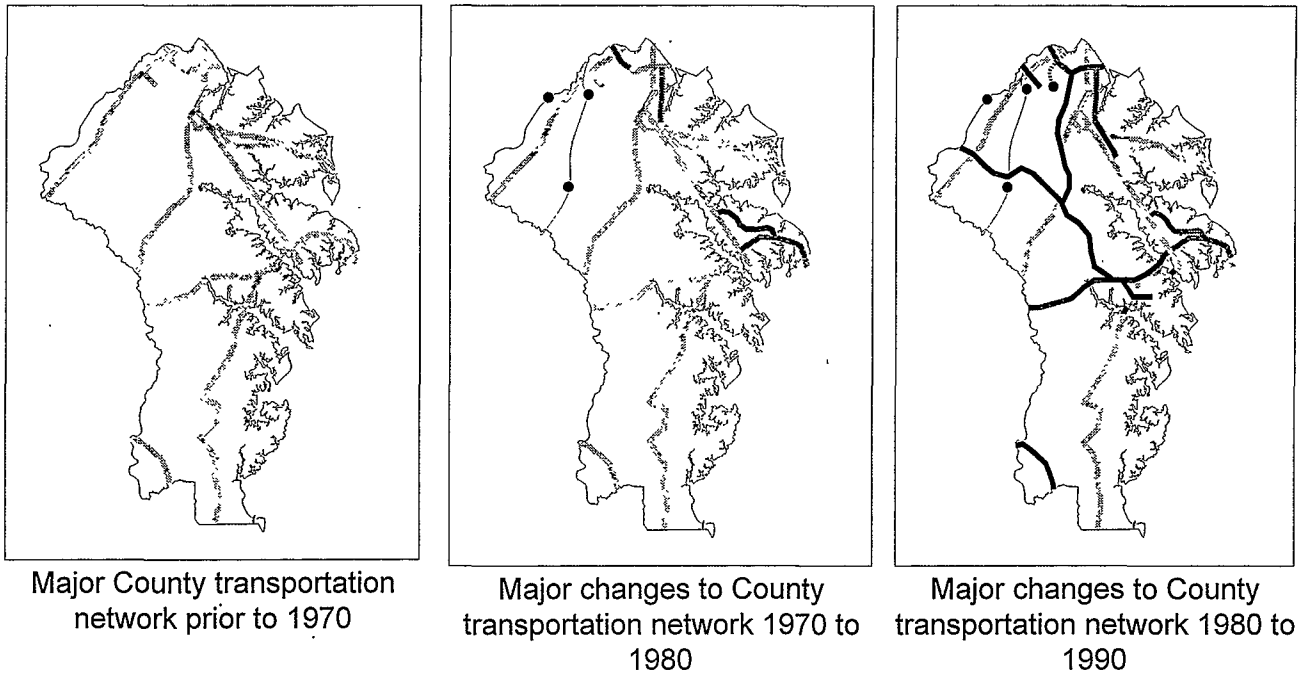 Major County transportation
network prior to 1970
Major changes to County
transportation network 1970 to
1980
Major changes to County
transportation network 1980 to
1990